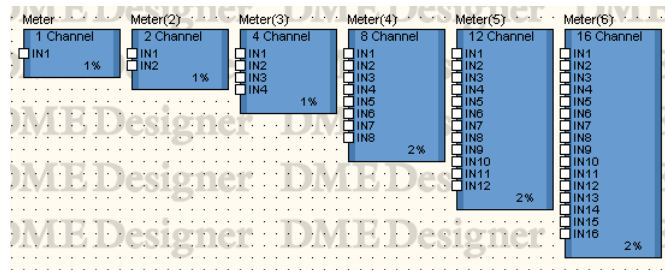 Meter
1 Channel
IN1
1%
Meter(2)
2 Channel
IN1
IN2
1%
Meter(3)
4 Channel
IN1
IN2
IN3
IN4
1%
Meter(4)
8 Channel
IN1
IN2
IN3
IN4
IN5
IN6
IN7
IN8
2%
Meter(5)
12 Channel
IN1
IN2
IN3
IN4
IN5
IN6
IN7
IN8
IN9
IN10
IN11
IN12
2%
Meter(6)
16 Channel
IN1
IN2
IN3
IN4
IN5
IN6
IN7
IN8
IN9
IN10
IN11
IN12
IN13
IN14
IN15
IN16
2%
DME Designer
DME Designer
DME Designer
DME Designer
DME Designer
DME Designer